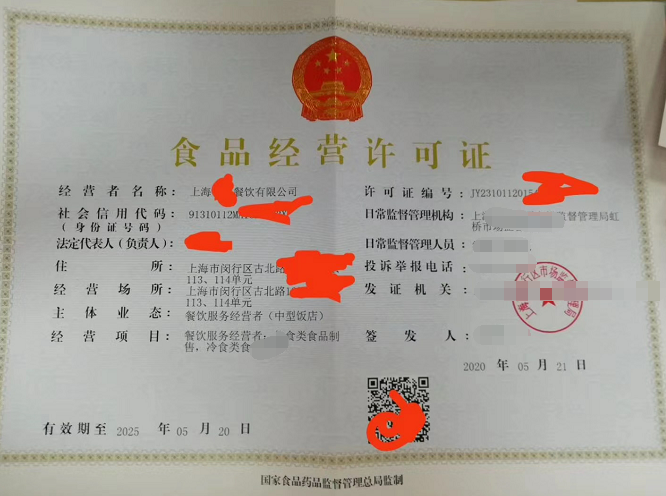 食品经营许可证
经营者名称：上海 餐饮有限公司
社会信用代码：91310112M
（身份证号码）
法定代表人（负责人）：
住所：上海市闵行区古北路
113、114单元
经营场所：上海市闵行区古北路1
113、114单元
主体业态：餐饮服务经营者（中型饭店）
经营项目：餐饮服务经营者：食类食品制
售，冷食类食
有效期至 2025 年 05 月 20 日
许可证编号：JY2310112015
日常监督管理机构：上 监督管理局虹
桥市场
日常监督管理人员：
投诉举报电话：
发证机关：
签发人：
2020 年 05 月 21 日
国家食品药品监督管理总局监制